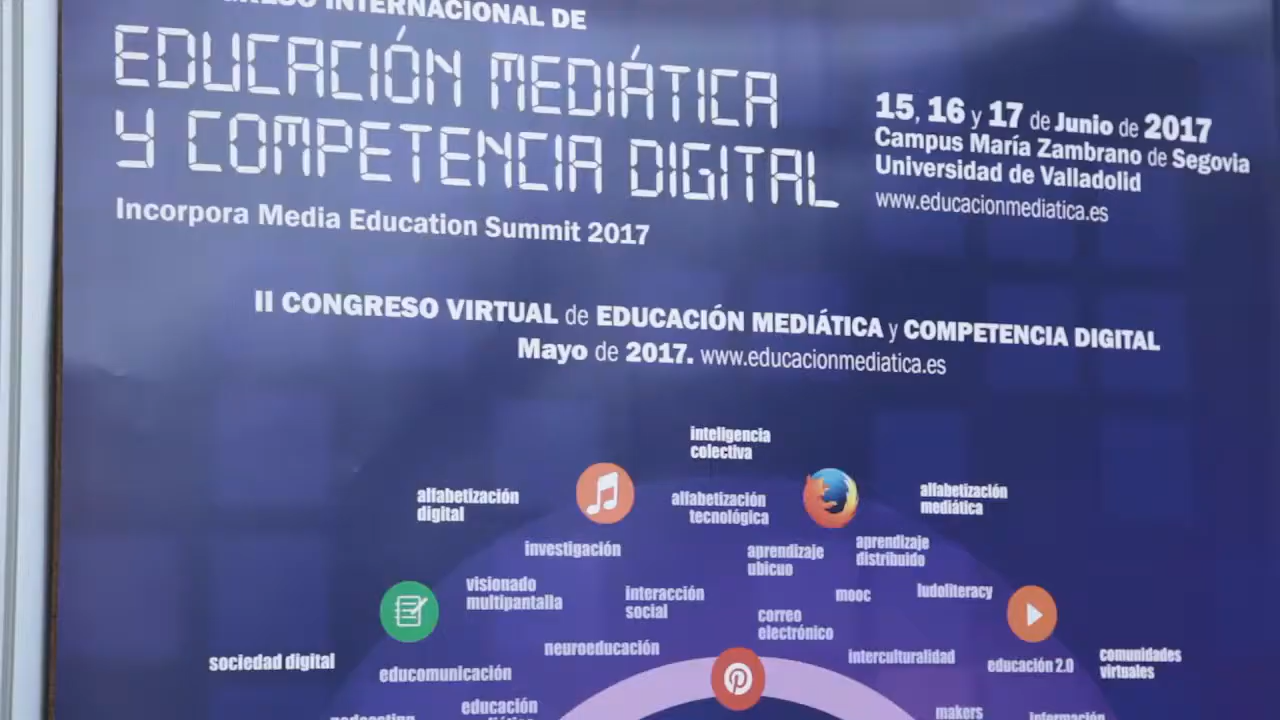 INTERNACIONAL DE
EDUCACIÓN MEDIÁTICA
Y COMPETENCIA DIGITAL
Incorpora Media Education Summit 2017
15, 16 y 17 de Junio de 2017
Campus María Zambrano de Segovia
Universidad de Valladolid
www.educacionmediatica.es
II CONGRESO VIRTUAL de EDUCACIÓN MEDIÁTICA y COMPETENCIA DIGITAL
Mayo de 2017. www.educacionmediatica.es
inteligencia
colectiva
alfabetización
digital
alfabetización
tecnológica
alfabetización
mediática
investigación
aprendizaje
ubicuo
aprendizaje
distribuido
visionado
multipantalla
interacción
social
mooc
ludoliteracy
correo
electrónico
neuroeducación
interculturalidad
educación 2.0
comunidades
virtuales
sociedad digital
educomunicación
educación
makers